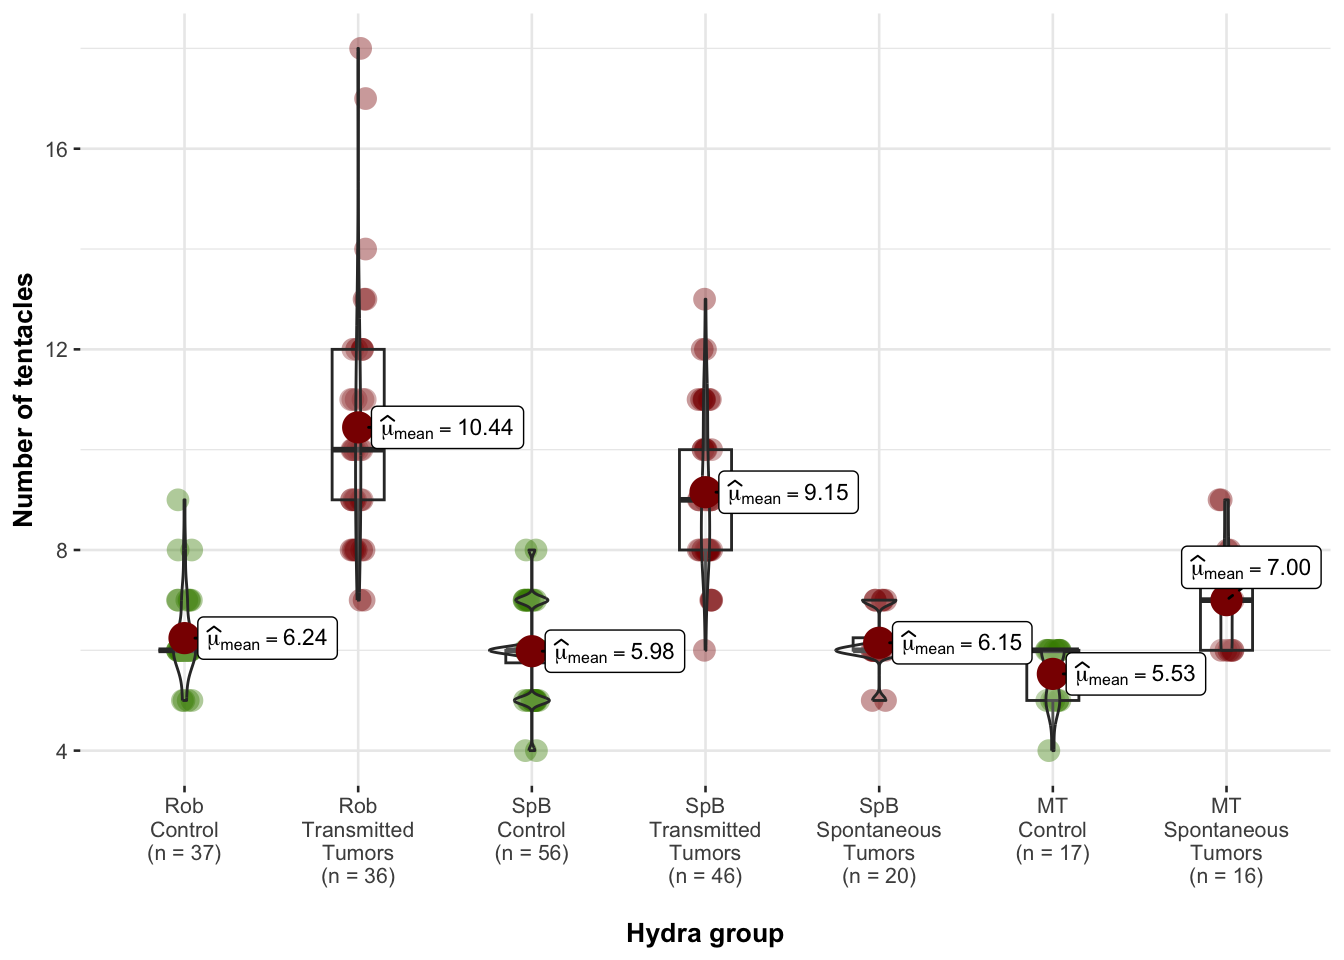 Number of tentacles
16
12
8
4
μ̂mean = 6.24
μ̂mean = 10.44
μ̂mean = 5.98
μ̂mean = 9.15
μ̂mean = 6.15
μ̂mean = 5.53
μ̂mean = 7.00
Rob
Control
(n = 37)
Rob
Transmitted
Tumors
(n = 36)
SpB
Control
(n = 56)
SpB
Transmitted
Tumors
(n = 46)
SpB
Spontaneous
Tumors
(n = 20)
MT
Control
(n = 17)
MT
Spontaneous
Tumors
(n = 16)
Hydra group